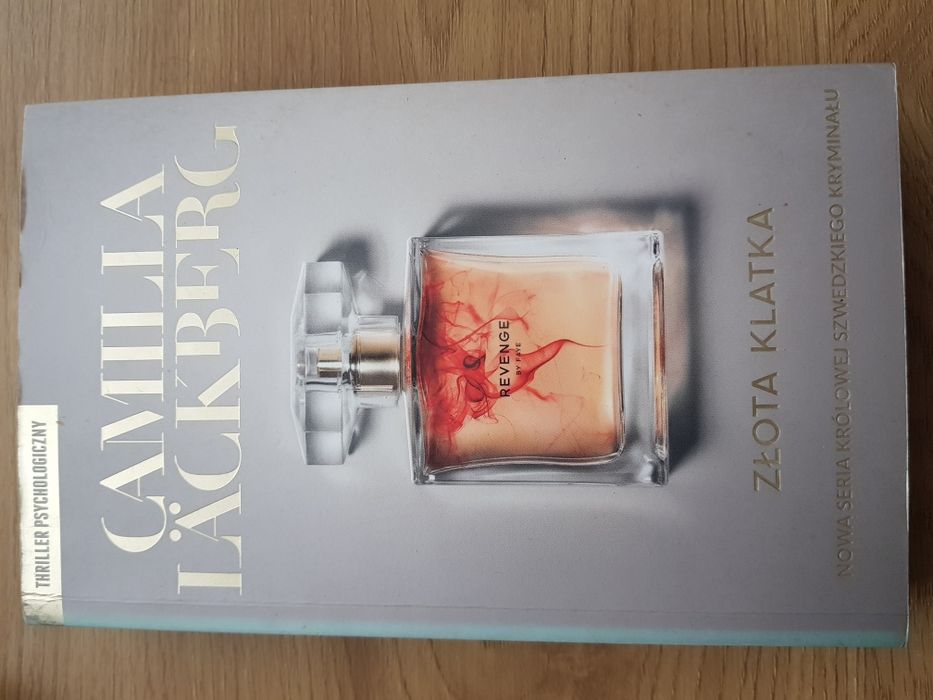 THRILLER PSYCHOLOGICZNY
CAMILLA
LÄCKBERG
REVENGE
BY FAYE
ZŁOTA KLATKA
NOWA SERIA KRÓLOWEJ SZWEDZKIEGO KRYMINAŁU